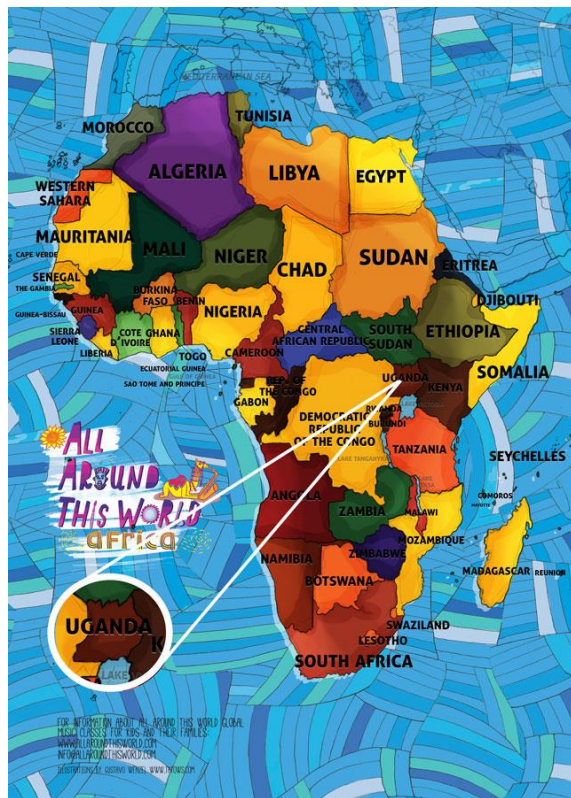 MEDITERRANEAN SEA
TUNISIA
MOROCCO
ALGERIA
LIBYA
EGYPT
WESTERN
SAHARA
MAURITANIA
MALI
NIGER
CHAD
SUDAN
ERITREA
CAPE VERDE
SENEGAL
THE GAMBIA
GUINEA-BISSAU
GUINEA
SIERRA
LEONE
LIBERIA
BURKINA
FASO
BENIN
COTE
D'IVOIRE
GHANA
TOGO
NIGERIA
CAMEROON
CENTRAL
AFRICAN REPUBLIC
SOUTH
SUDAN
ETHIOPIA
DJIBOUTI
SOMALIA
ECUATORIAL GUINEA
GULF OF GUINEA
SAO TOME AND PRINCIPE
GABON
REP. OF
THE CONGO
DEMOCRATIC
REPUBLIC
OF THE CONGO
UGANDA
KENYA
RWANDA
BURUNDI
TANZANIA
LAKE TANGANYKA
SEYCHELLES
COMOROS
ANGOLA
ZAMBIA
MALAWI
MOZAMBIQUE
ZIMBABWE
MADAGASCAR
REUNION
NAMIBIA
BOTSWANA
SWAZILAND
LESOTHO
SOUTH AFRICA
ALL
AROUND
THIS WORLD
africa
UGANDA
K
LAKE
FOR INFORMATION ABOUT ALL AROUND THIS WORLD GLOBAL
MUSIC CLASSES FOR KIDS AND THEIR FAMILIES:
WWW.ALLAROUNDTHISWORLD.COM
INFO@ALLAROUNDTHISWORLD.COM